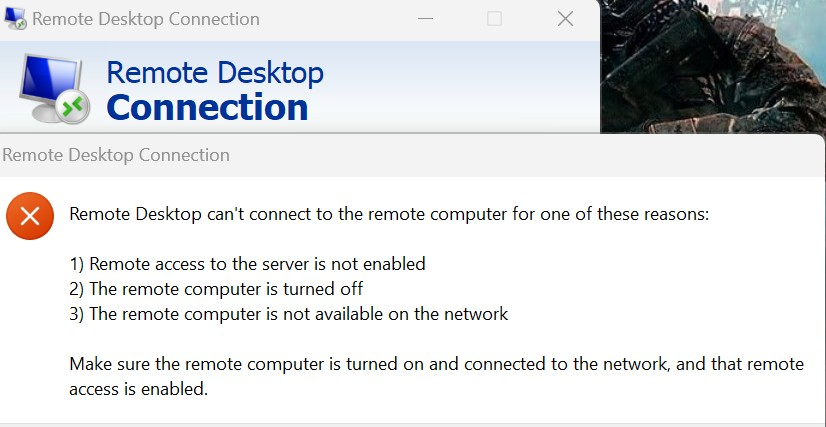 Remote Desktop Connection
Remote Desktop
Connection
Remote Desktop Connection
Remote Desktop can't connect to the remote computer for one of these reasons:
1) Remote access to the server is not enabled
2) The remote computer is turned off
3) The remote computer is not available on the network
Make sure the remote computer is turned on and connected to the network, and that remote
access is enabled.